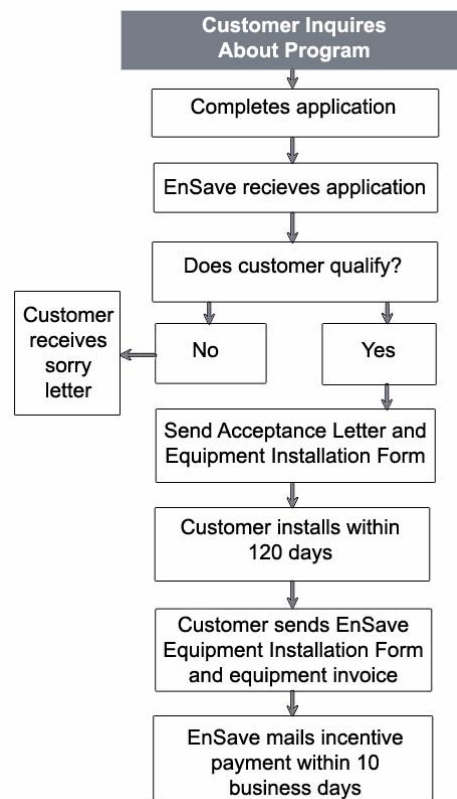 Customer Inquires
About Program
Completes application
EnSave recieves application
Does customer qualify?
Customer
receives
sorry
letter
No
Yes
Send Acceptance Letter and
Equipment Installation Form
Customer installs within
120 days
Customer sends EnSave
Equipment Installation Form
and equipment invoice
EnSave mails incentive
payment within 10
business days